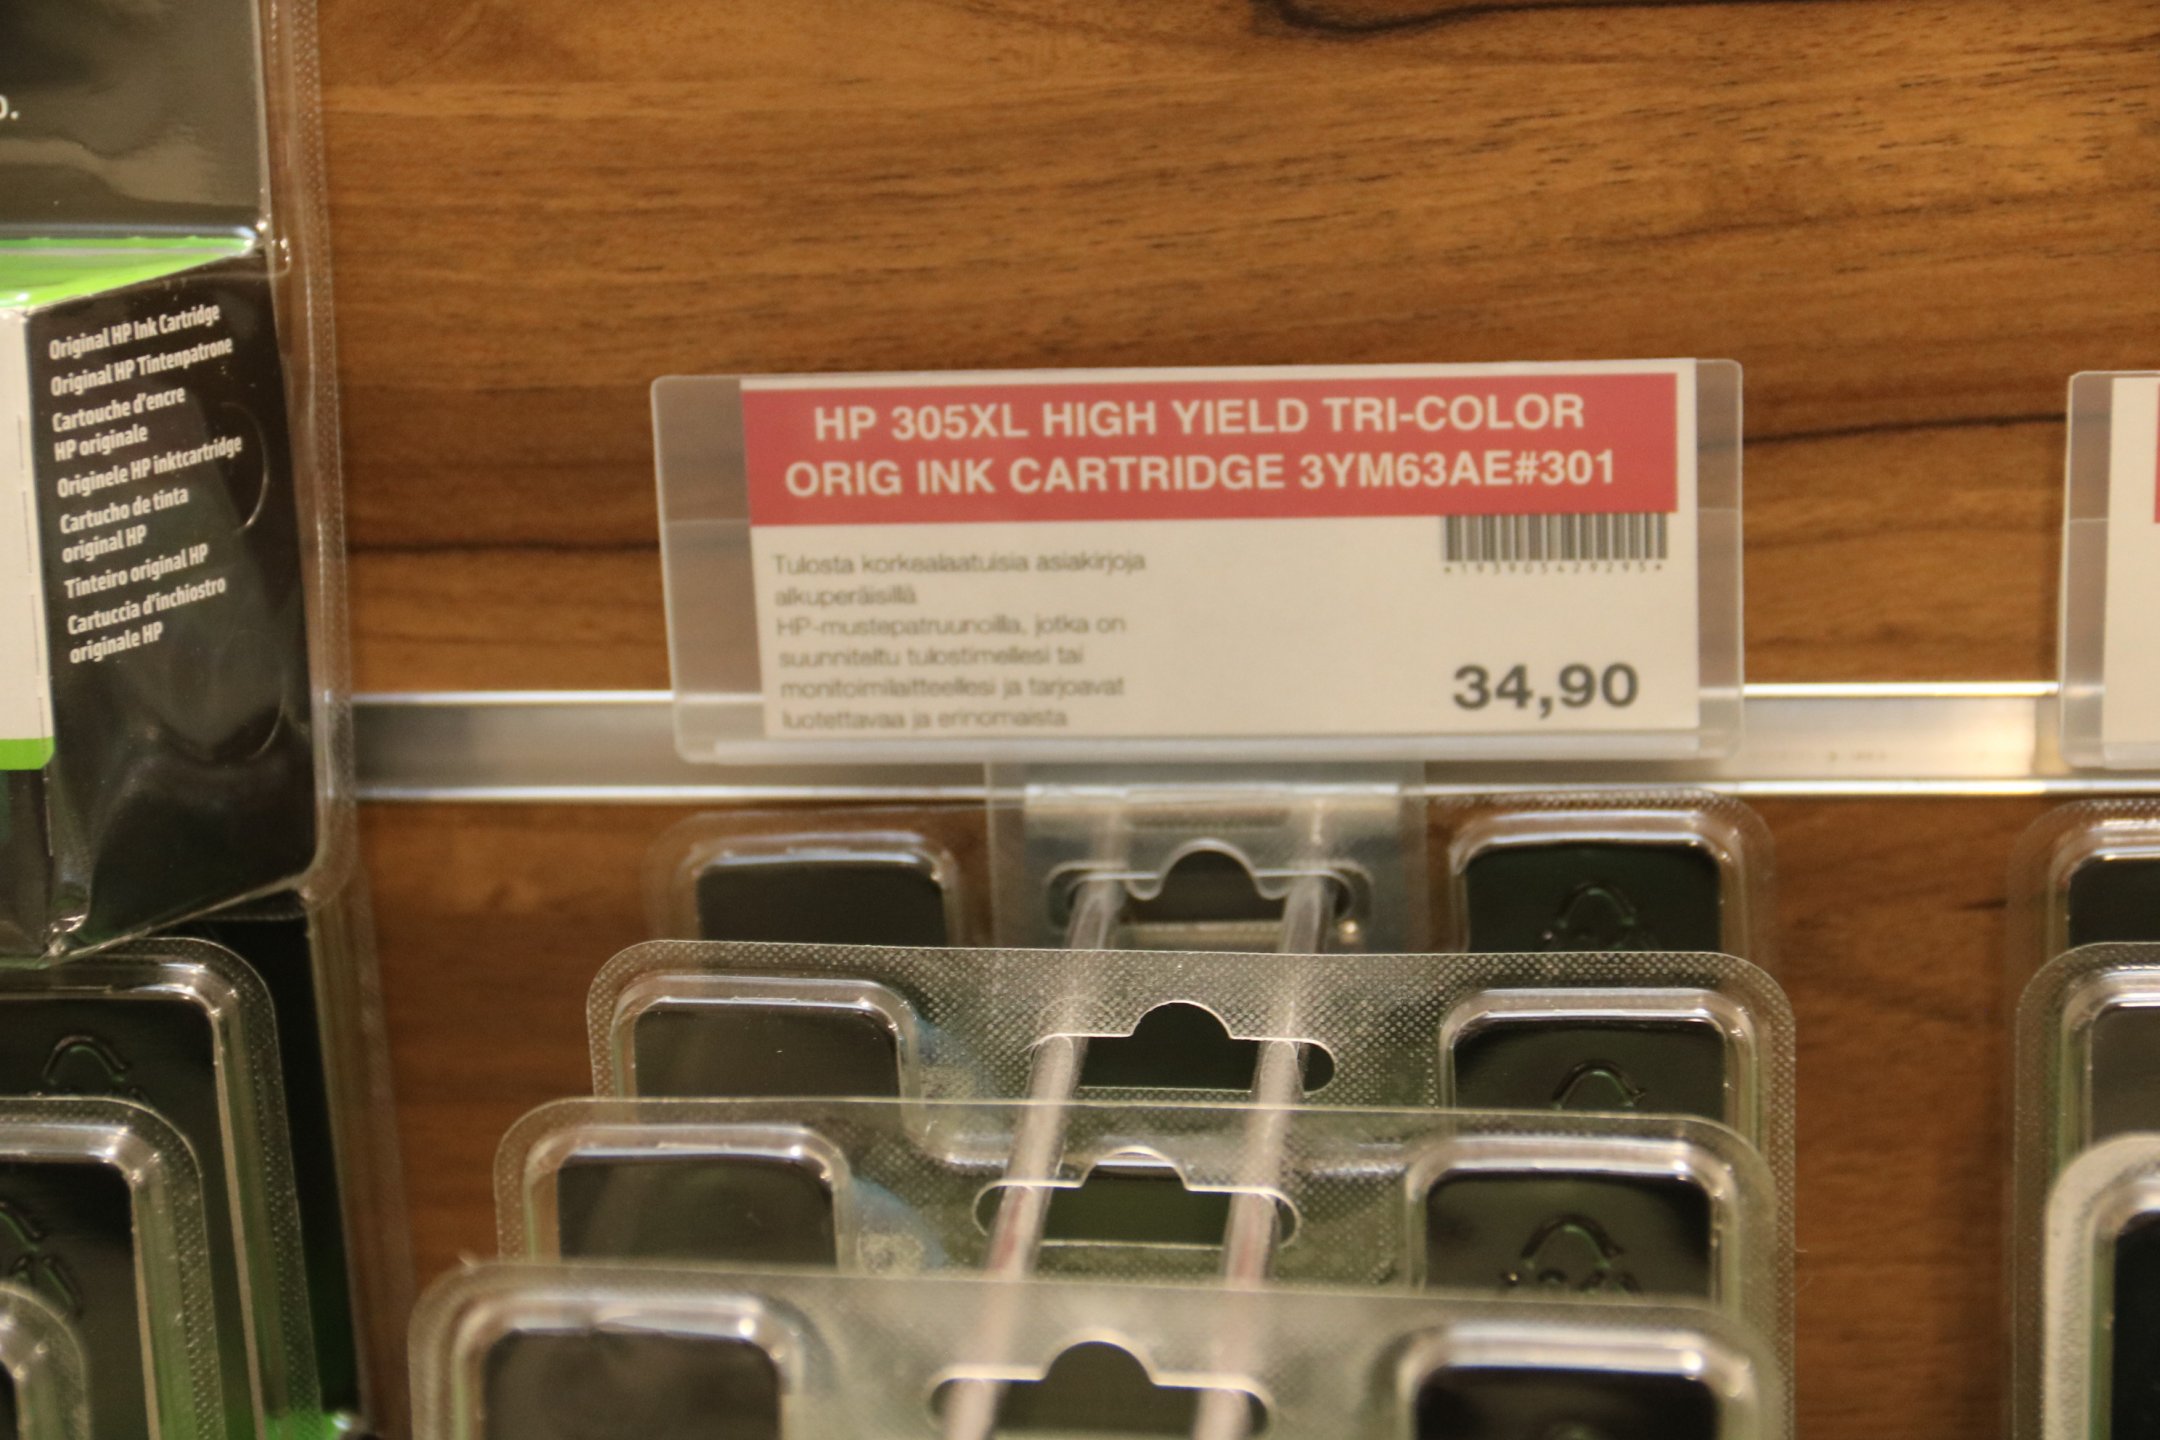 Original HP Ink Cartridge
Original HP Tintenpatrone
Cartouche d'encre
HP originale
Originele HP inktcartridge
Cartucho de tinta
original HP
Tinteiro original HP
Cartuccia d'inchiostro
originale HP
HP 305XL HIGH YIELD TRI-COLOR
ORIG INK CARTRIDGE 3YM63AE#301
Tulosta korkealaatuisia asiakirjoja
alkuperäisillä
HP-mustepatruunoilla, jotka on
suunniteltu tulostimellesi tai
monitoimilaitteellesi ja tarjoavat
luotettavaa ja erinomaista
34,90